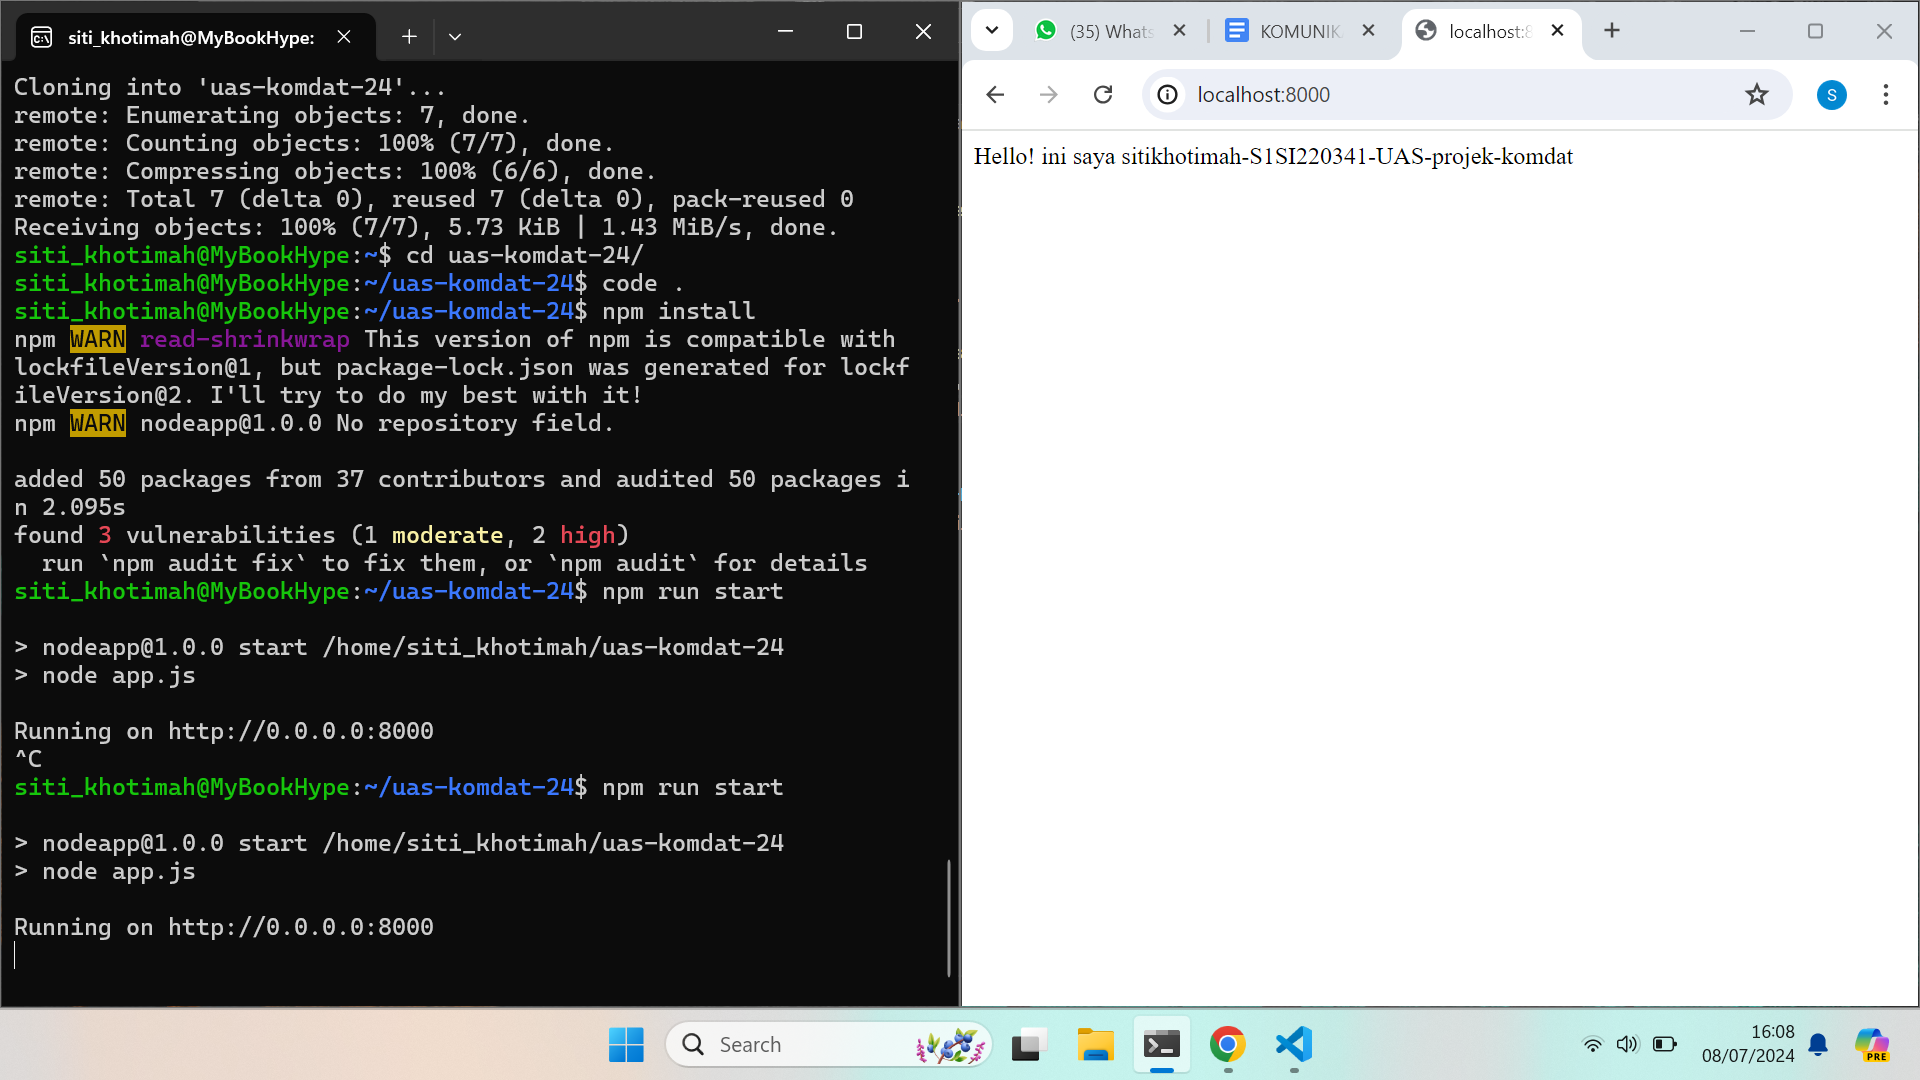 siti_khotimah@MyBookHype:
Cloning into 'uas-komdat-24'...
remote: Enumerating objects: 7, done.
remote: Counting objects: 100% (7/7), done.
remote: Compressing objects: 100% (6/6), done.
remote: Total 7 (delta 0), reused 7 (delta 0), pack-reused 0
Receiving objects: 100% (7/7), 5.73 KiB | 1.43 MiB/s, done.
siti_khotimah@MyBookHype:~$ cd uas-komdat-24/
siti_khotimah@MyBookHype:~/uas-komdat-24$ code .
siti_khotimah@MyBookHype:~/uas-komdat-24$ npm install
npm WARN read-shrinkwrap This version of npm is compatible with
lockfileVersion@1, but package-lock.json was generated for lockf
ileVersion@2. I'll try to do my best with it!
npm WARN nodeapp@1.0.0 No repository field.
added 50 packages from 37 contributors and audited 50 packages i
n 2.095s
found 3 vulnerabilities (1 moderate, 2 high)
run `npm audit fix` to fix them, or `npm audit` for details
siti_khotimah@MyBookHype:~/uas-komdat-24$ npm run start
> nodeapp@1.0.0 start /home/siti_khotimah/uas-komdat-24
> node app.js
Running on http://0.0.0.0:8000
^C
siti_khotimah@MyBookHype:~/uas-komdat-24$ npm run start
> nodeapp@1.0.0 start /home/siti_khotimah/uas-komdat-24
> node app.js
Running on http://0.0.0.0:8000
(35) Whats
KOMUNIK
localhost:8
localhost:8000
S
Hello! ini saya sitikhotimah-S1SI220341-UAS-projek-komdat
Search
16:08
08/07/2024
PRE